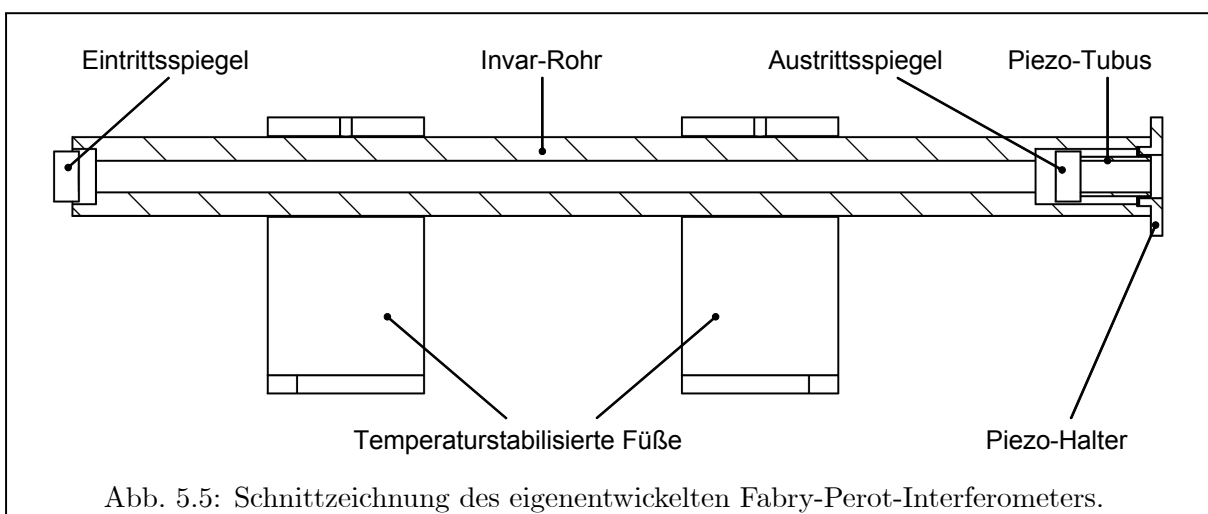 Eintrittsspiegel Invar-Rohr Austrittsspiegel Piezo-Tubus
Temperaturstabilisierte Füße Piezo-Halter
Abb. 5.5: Schnittzeichnung des eigenentwickelten Fabry-Perot-Interferometers.